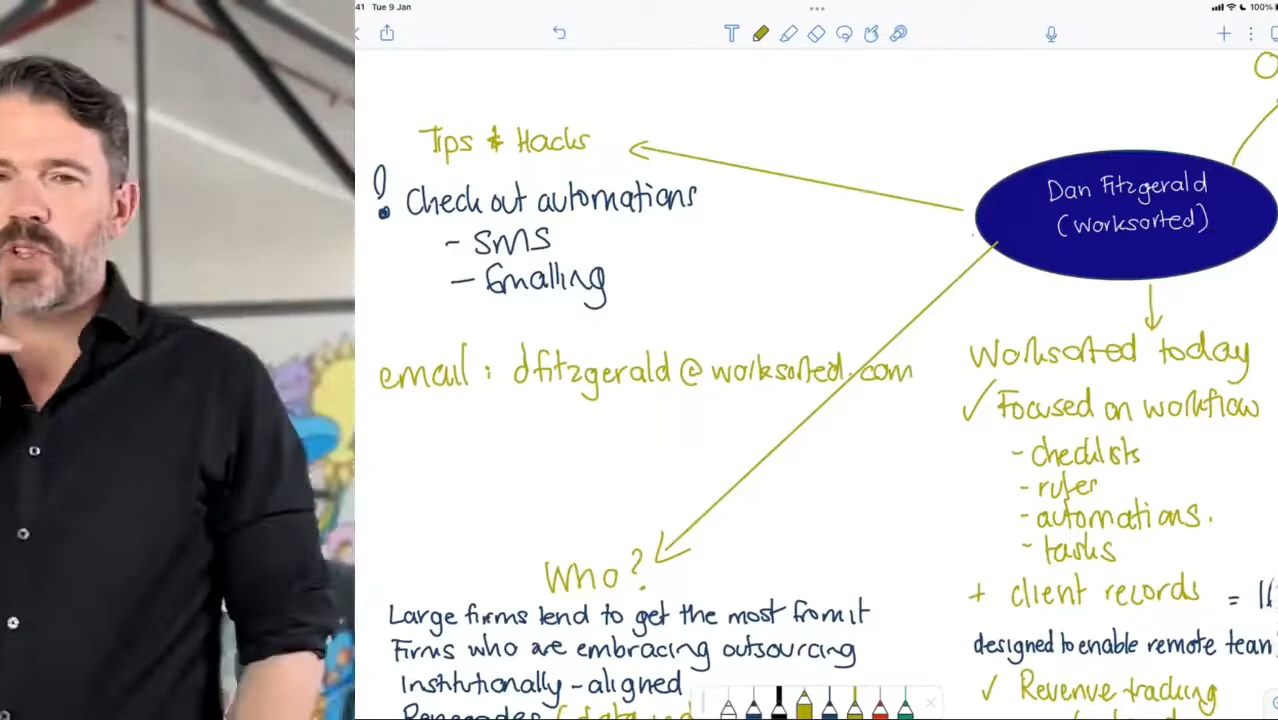 41 Tue 9 Jan
100%
Tips & Hacks
! Check out automations
- SMS
- Emailing
email : dfitzgerald@worksorted.com
Dan Fitzgerald
(worksorted)
Worksorted today
✓ Focused on workflow
- checklists
- rules
- automations.
- tasks
+ client records =
designed to enable remote team
✓ Revenue tracking
Who?
Large firms tend to get the most from it
Firms who are embracing outsourcing
Institutionally-aligned
Renegades